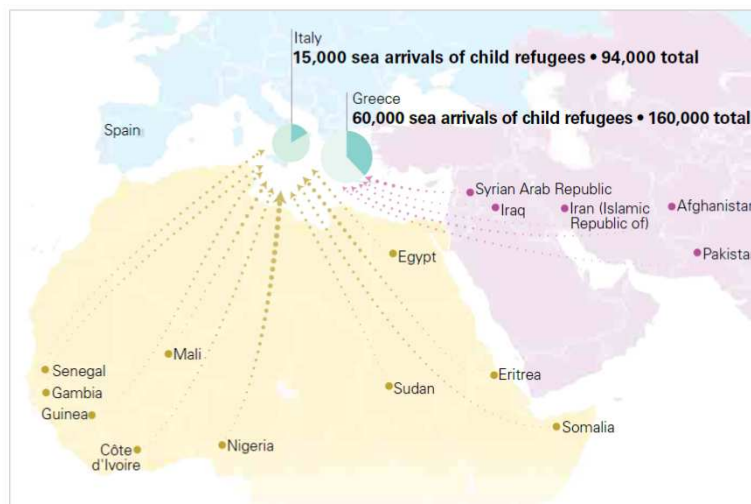 Italy
15,000 sea arrivals of child refugees • 94,000 total
Greece
60,000 sea arrivals of child refugees • 160,000 total
Spain
Syrian Arab Republic
Iraq
Iran (Islamic
Republic of)
Afghanistan
Pakista
Egypt
Mali
Senegal
Gambia
Guinea
Côte
d'Ivoire
Nigeria
Sudan
Eritrea
Somalia